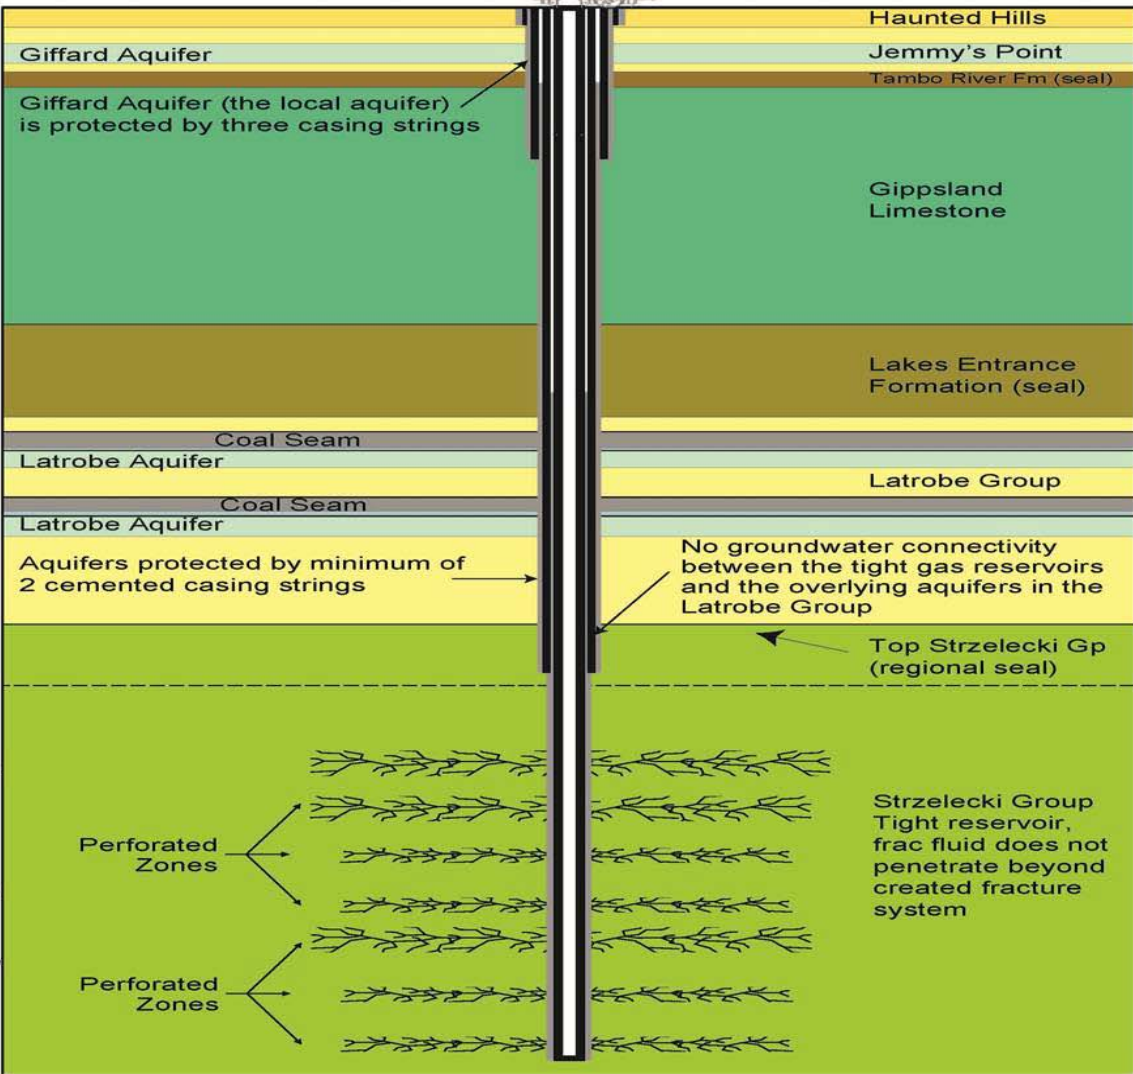 Haunted Hills
Giffard Aquifer
Jemmy's Point
Tambo River Fm (seal)
Giffard Aquifer (the local aquifer)
is protected by three casing strings
Gippsland
Limestone
Lakes Entrance
Formation (seal)
Coal Seam
Latrobe Aquifer
Latrobe Group
Coal Seam
Latrobe Aquifer
Aquifers protected by minimum of
2 cemented casing strings
No groundwater connectivity
between the tight gas reservoirs
and the overlying aquifers in the
Latrobe Group
Top Strzelecki Gp
(regional seal)
Perforated
Zones
Strzelecki Group
Tight reservoir,
frac fluid does not
penetrate beyond
created fracture
system
Perforated
Zones